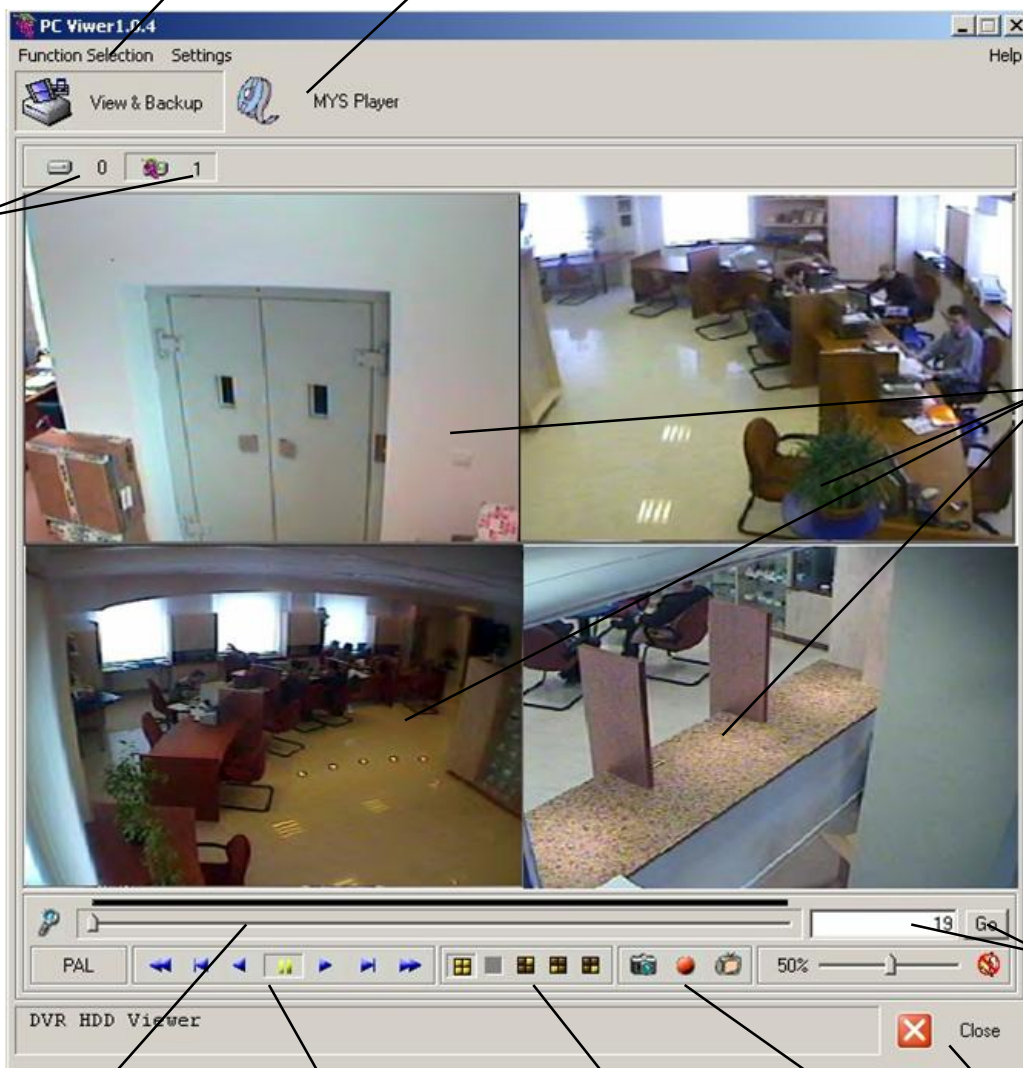 PC Viwer1.0.4
Function Selection Settings Help
View & Backup MYS Player
0 1
19 Go
PAL 50%
DVR HDD Viewer
Close